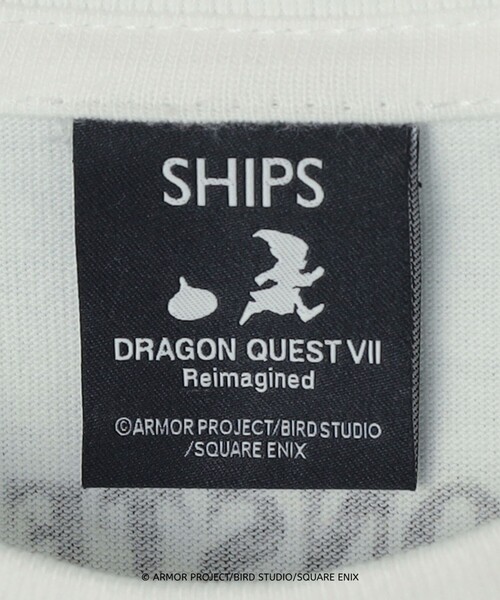 SHIPS
DRAGON QUEST VII
Reimagined
©ARMOR PROJECT/BIRD STUDIO
/SQUARE ENIX
© ARMOR PROJECT/BIRD STUDIO/SQUARE ENIX